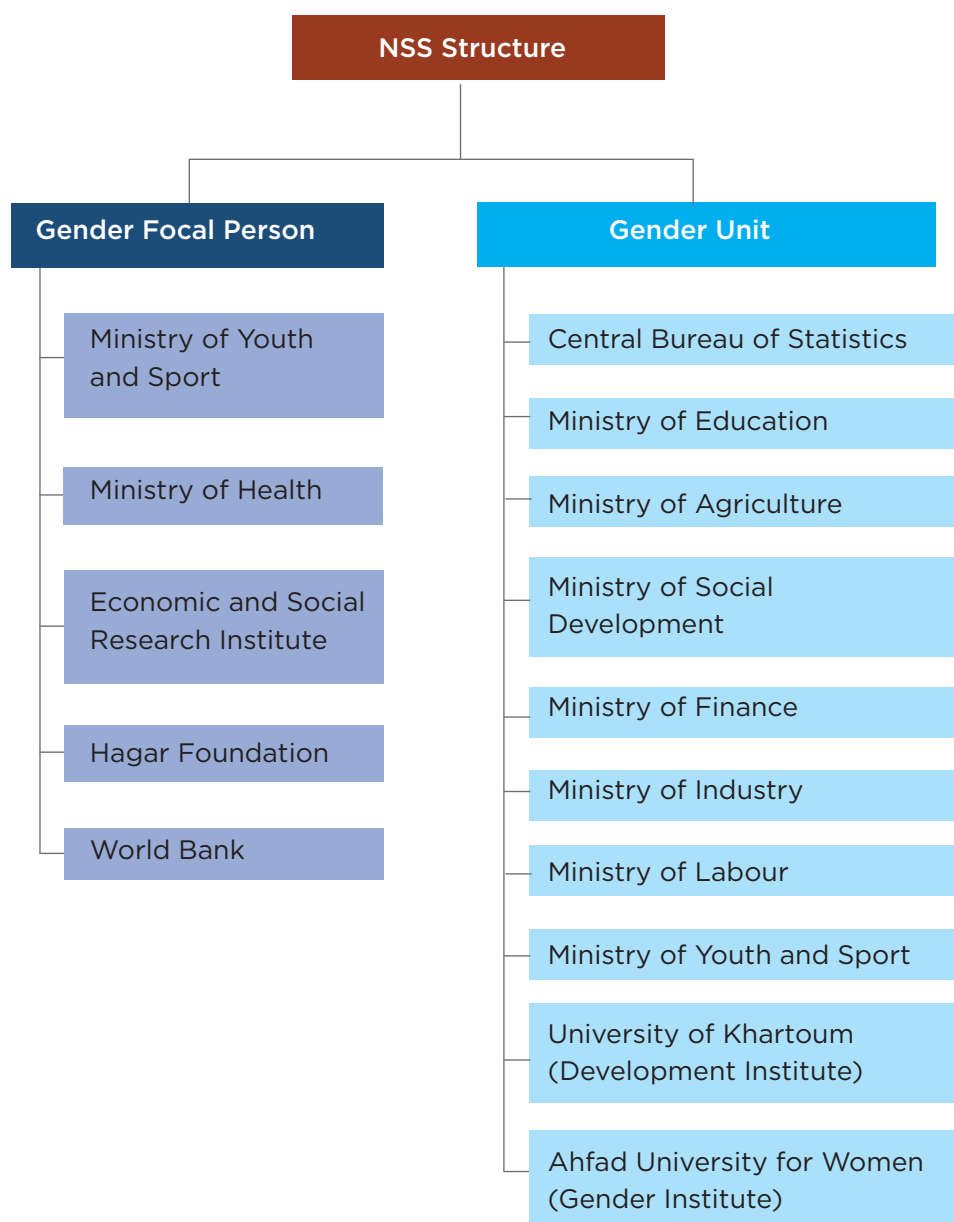 NSS Structure
Gender Focal Person
Ministry of Youth
and Sport
Ministry of Health
Economic and Social
Research Institute
Hagar Foundation
World Bank
Gender Unit
Central Bureau of Statistics
Ministry of Education
Ministry of Agriculture
Ministry of Social
Development
Ministry of Finance
Ministry of Industry
Ministry of Labour
Ministry of Youth and Sport
University of Khartoum
(Development Institute)
Ahfad University for Women
(Gender Institute)